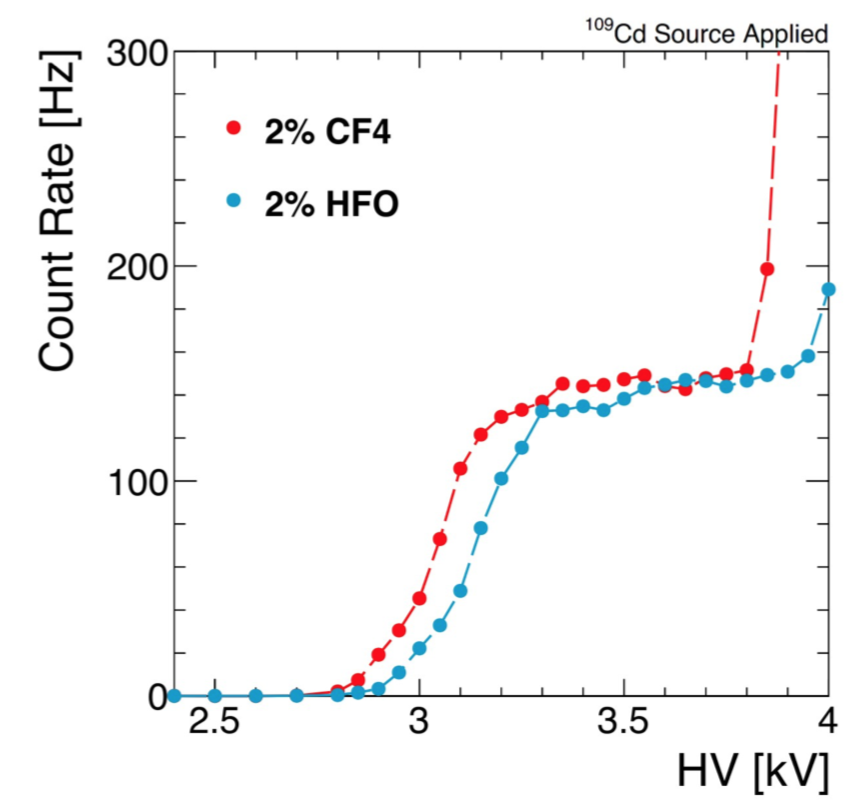 ¹⁰⁹Cd Source Applied
Count Rate [Hz]
300
200
100
0
2% CF4
2% HFO
2.5 3 3.5 4
HV [kV]